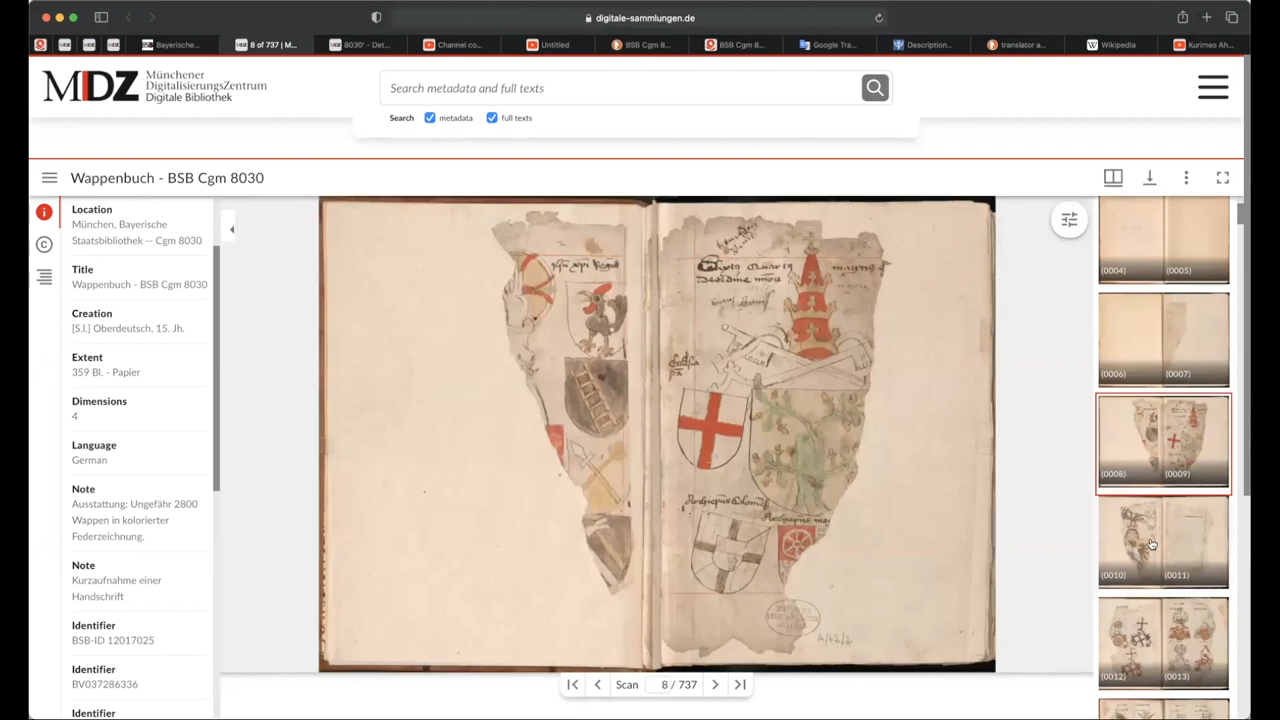 digitale-sammlungen.de
Bayerische...
8 of 737 | M...
8030' - Det...
Channel co...
Untitled
BSB Cgm 8...
BSB Cgm 8...
Google Tra...
Description...
translator a...
Wikipedia
Kurimeo Ah...
MDZ
Münchener
DigitalisierungsZentrum
Digitale Bibliothek
Search metadata and full texts
Search
metadata
full texts
Wappenbuch - BSB Cgm 8030
Location
München, Bayerische
Staatsbibliothek -- Cgm 8030
Title
Wappenbuch - BSB Cgm 8030
Creation
[S.l.] Oberdeutsch, 15. Jh.
Extent
359 Bl. - Papier
Dimensions
4
Language
German
Note
Ausstattung: Ungefähr 2800
Wappen in kolorierter
Federzeichnung.
Note
Kurzaufnahme einer
Handschrift
Identifier
BSB-ID 12017025
Identifier
BV037286336
Identifier
(0004)
(0005)
(0006)
(0007)
(0008)
(0009)
(0010)
(0011)
(0012)
(0013)
Scan
8 / 737